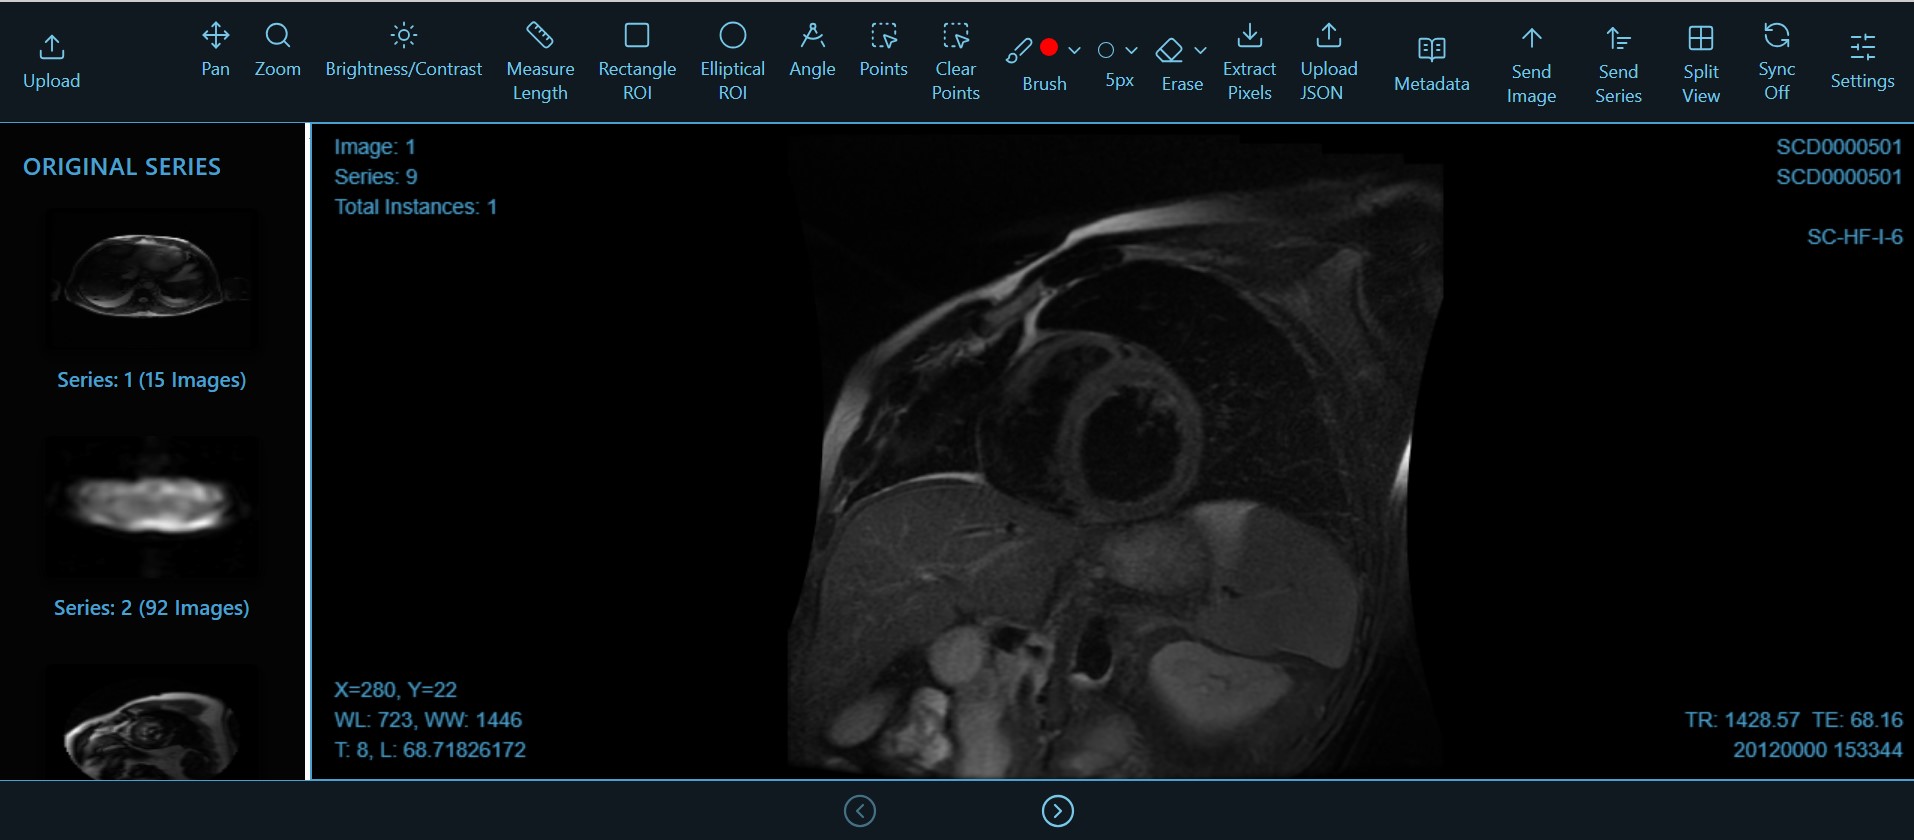 Upload
Pan
Zoom
Brightness/Contrast
Measure
Length
Rectangle
ROI
Elliptical
ROI
Angle
Points
Clear
Points
Brush
5px
Erase
Extract
Pixels
Upload
JSON
Metadata
Send
Image
Send
Series
Split
View
Sync
Off
Settings
ORIGINAL SERIES
Series: 1 (15 Images)
Series: 2 (92 Images)
Image: 1
Series: 9
Total Instances: 1
SCD0000501
SCD0000501
SC-HF-I-6
X=280, Y=22
WL: 723, WW: 1446
T: 8, L: 68.71826172
TR: 1428.57 TE: 68.16
20120000 153344